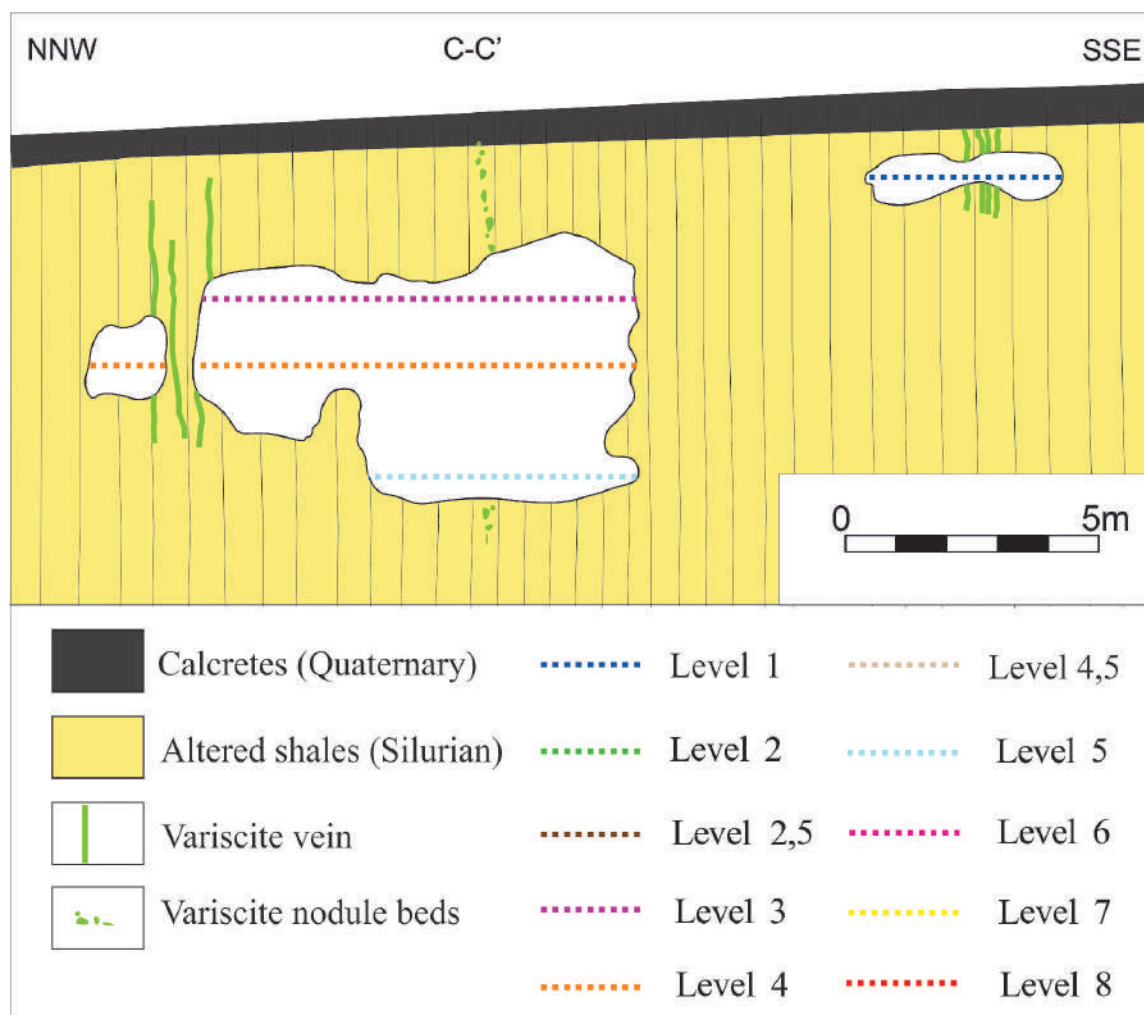 NNW C-C' SSE
0 5m
Calcretes (Quaternary) Level 1 Level 4,5
Altered shales (Silurian) Level 2 Level 5
Variscite vein Level 2,5 Level 6
Variscite nodule beds Level 3 Level 7
Level 4 Level 8